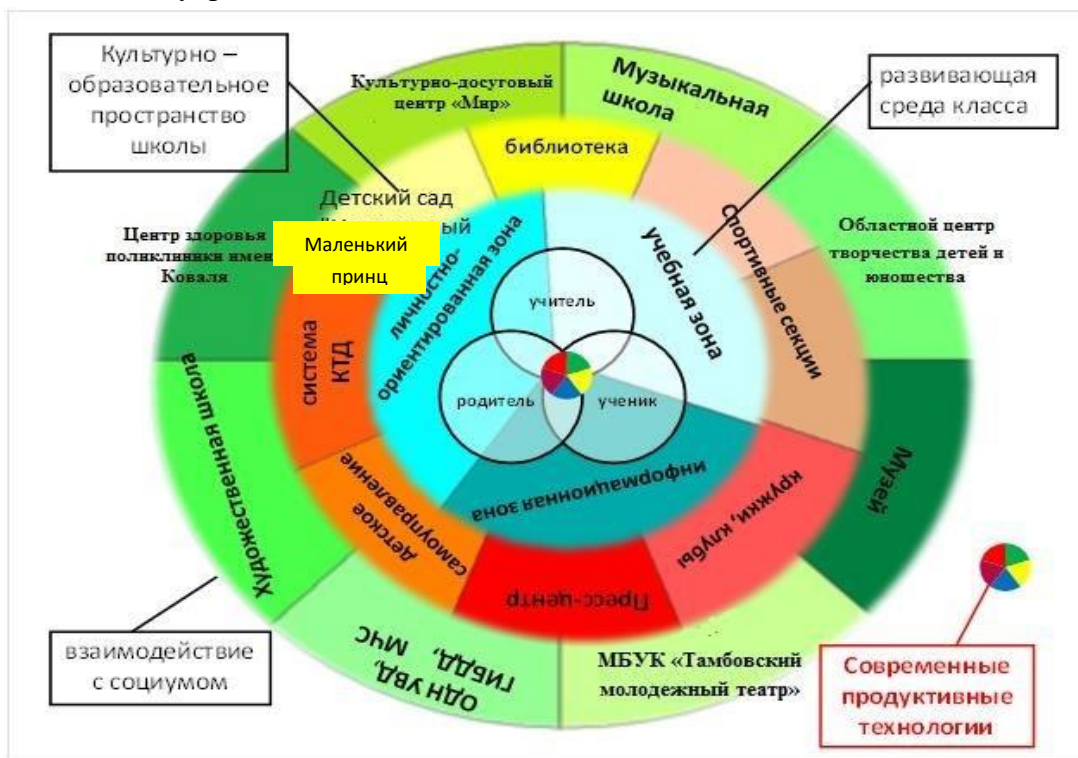 Культурно –
образовательное
пространство
школы
Культурно-досуговый
центр «Мир»
Музыкальная
школа
развивающая
среда класса
библиотека
Детский сад
Маленький
принц
Центр здоровья
поликлиники имени
Коваля
личностно-
ориентированная зона
учебная зона
Спортивные секции
Областной центр
творчества детей и
юношества
учитель
родитель
ученик
система
КТД
Художественная школа
информационная зона
кружки, клубы
Музей
детское
самоуправление
Пресс-центр
ОДН УВД,
ГИБДД, МЧС
МБУК «Тамбовский
молодежный театр»
взаимодействие
с социумом
Современные
продуктивные
технологии